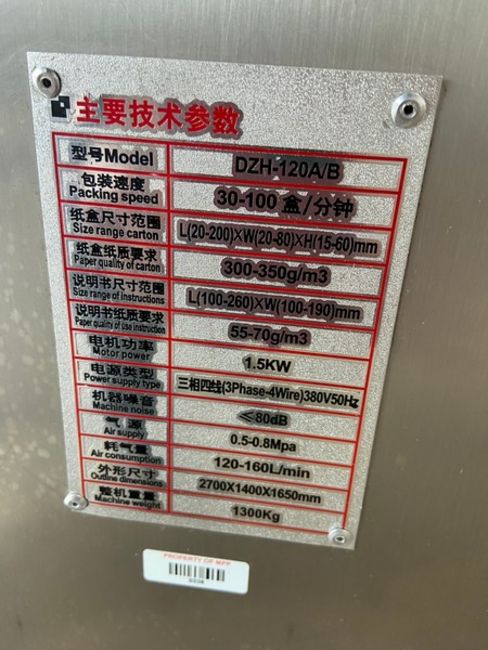 主要技术参数
型号Model DZH-120A/B
包装速度 Packing speed 30-100 盒/分钟
纸盒尺寸范围 Size range carton L(20-200)XW(20-80)XH(15-60)mm
纸盒纸质要求 Paper quality of carton 300-350g/m3
说明书尺寸范围 Size range of instructions L(100-260)XW(100-190)mm
说明书纸质要求 Paper quality of use instruction 55-70g/m3
电机功率 Motor power 1.5KW
电源类型 Power supply type 三相四线(3Phase-4Wire)380V50Hz
机器噪音 Machine noise ≤80dB
气 源 Air supply 0.5-0.8Mpa
耗气量 Air consumption 120-160L/min
外形尺寸 Outline dimensions 2700X1400X1650mm
整机重量 Machine weight 1300Kg
PROPERTY OF MPP